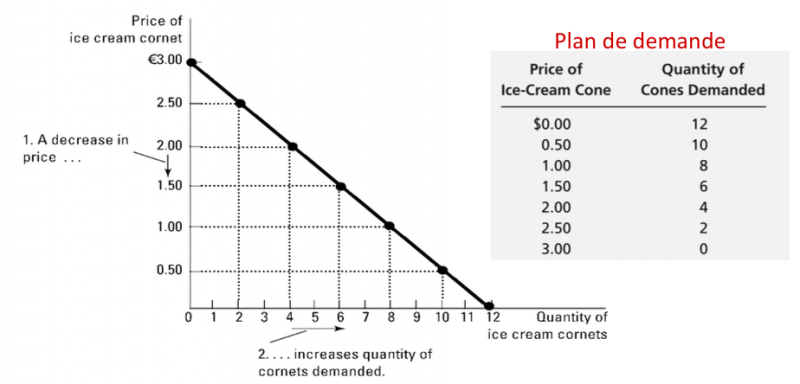 Price of
ice cream cornet
€3.00
2.50
2.00
1.50
1.00
0.50
1. A decrease in
price ...
0 1 2 3 4 5 6 7 8 9 10 11 12
Quantity of
ice cream cornets
2. ... increases quantity of
cornets demanded.
Plan de demande
Price of Quantity of
Ice-Cream Cone Cones Demanded
$0.00 12
0.50 10
1.00 8
1.50 6
2.00 4
2.50 2
3.00 0